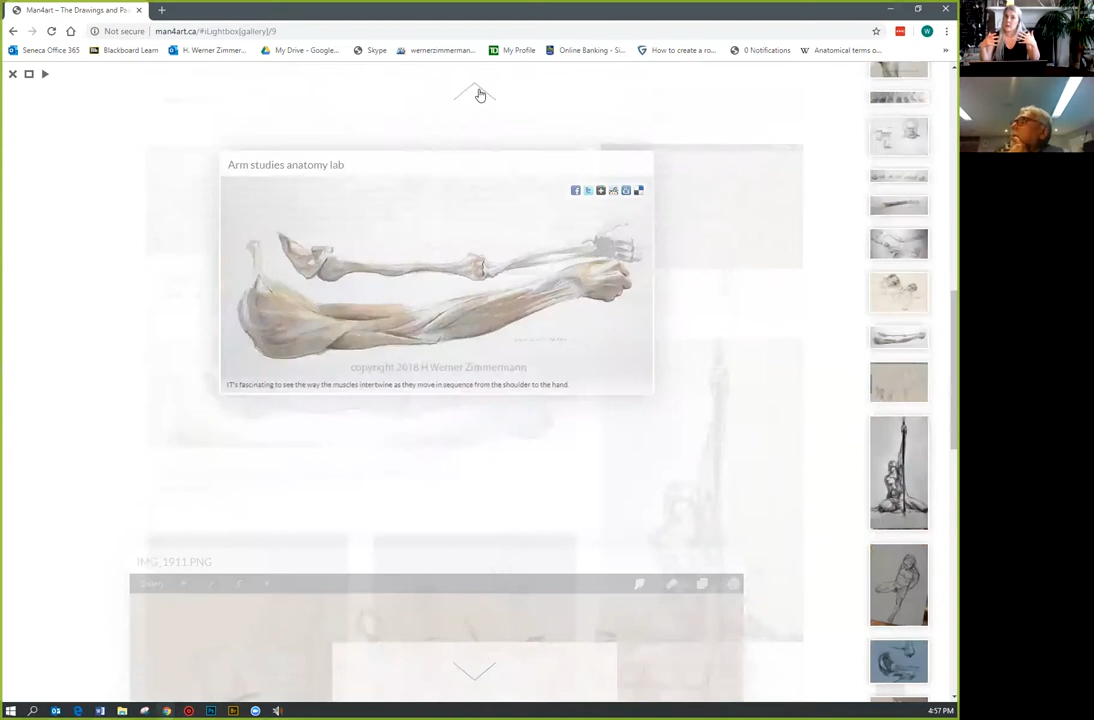 Man4art – The Drawings and Pa
Not secure
man4art.ca/#iLightbox[gallery]/9
Seneca Office 365
Blackboard Learn
H. Werner Zimmer...
My Drive - Google...
Skype
wernerzimmerman...
My Profile
Online Banking - Si...
How to create a ro...
0 Notifications
Anatomical terms o...
»
W
Arm studies anatomy lab
copyright 2018 H Werner Zimmermann
IT's fascinating to see the way the muscles intertwine as they move in sequence from the shoulder to the hand.
IMG_1911.PNG
Gallery
4:57 PM